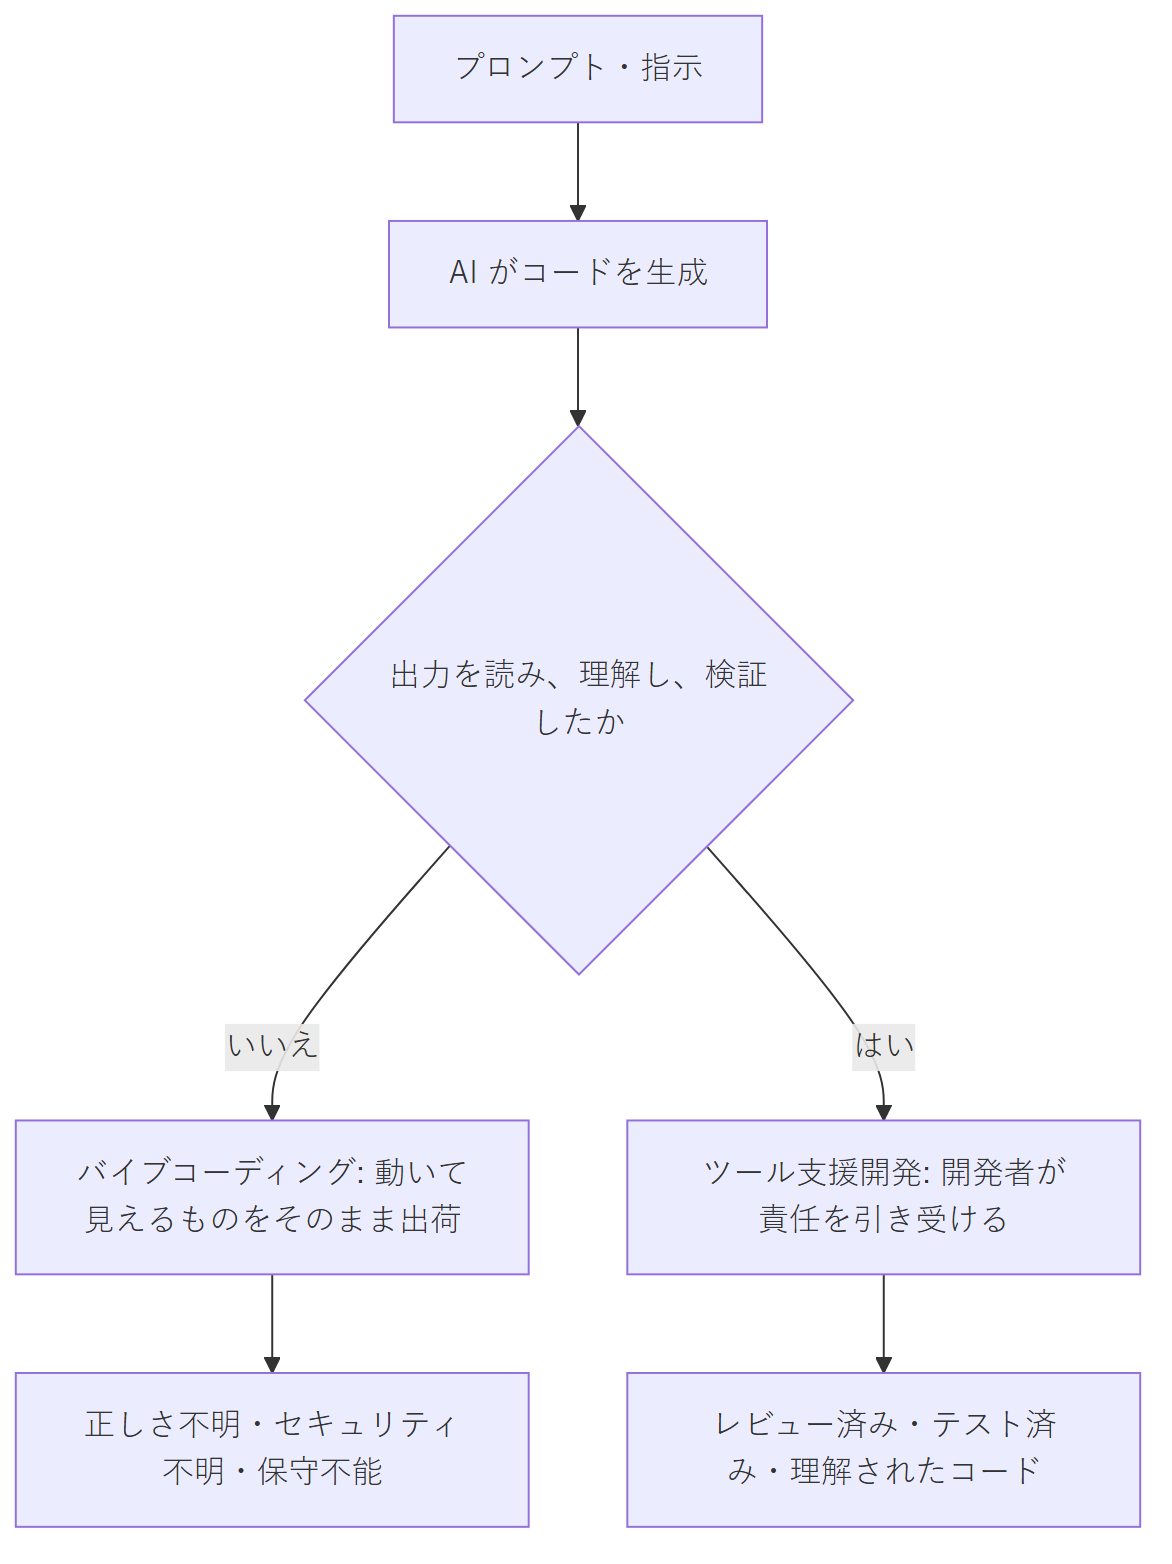 プロンプト・指示
AI がコードを生成
出力を読み、理解し、検証
したか
いいえ
はい
バイブコーディング: 動いて
見えるものをそのまま出荷
ツール支援開発: 開発者が
責任を引き受ける
正しさ不明・セキュリティ
不明・保守不能
レビュー済み・テスト済
み・理解されたコード